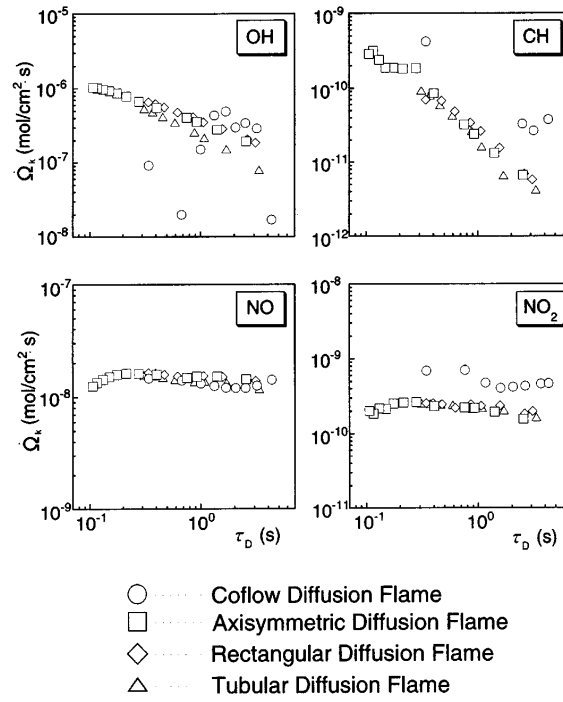 10⁻⁵
OH
10⁻⁶
10⁻⁷
10⁻⁸
Ω̇ₖ (mol/cm² s)
10⁻⁹
CH
10⁻¹⁰
10⁻¹¹
10⁻¹²
10⁻⁷
NO
10⁻⁸
10⁻⁹
Ω̇ₖ (mol/cm² s)
10⁻¹ 10⁰
τ_D (s)
10⁻⁸
NO₂
10⁻⁹
10⁻¹⁰
10⁻¹¹
10⁻¹ 10⁰
τ_D (s)
Coflow Diffusion Flame
Axisymmetric Diffusion Flame
Rectangular Diffusion Flame
Tubular Diffusion Flame